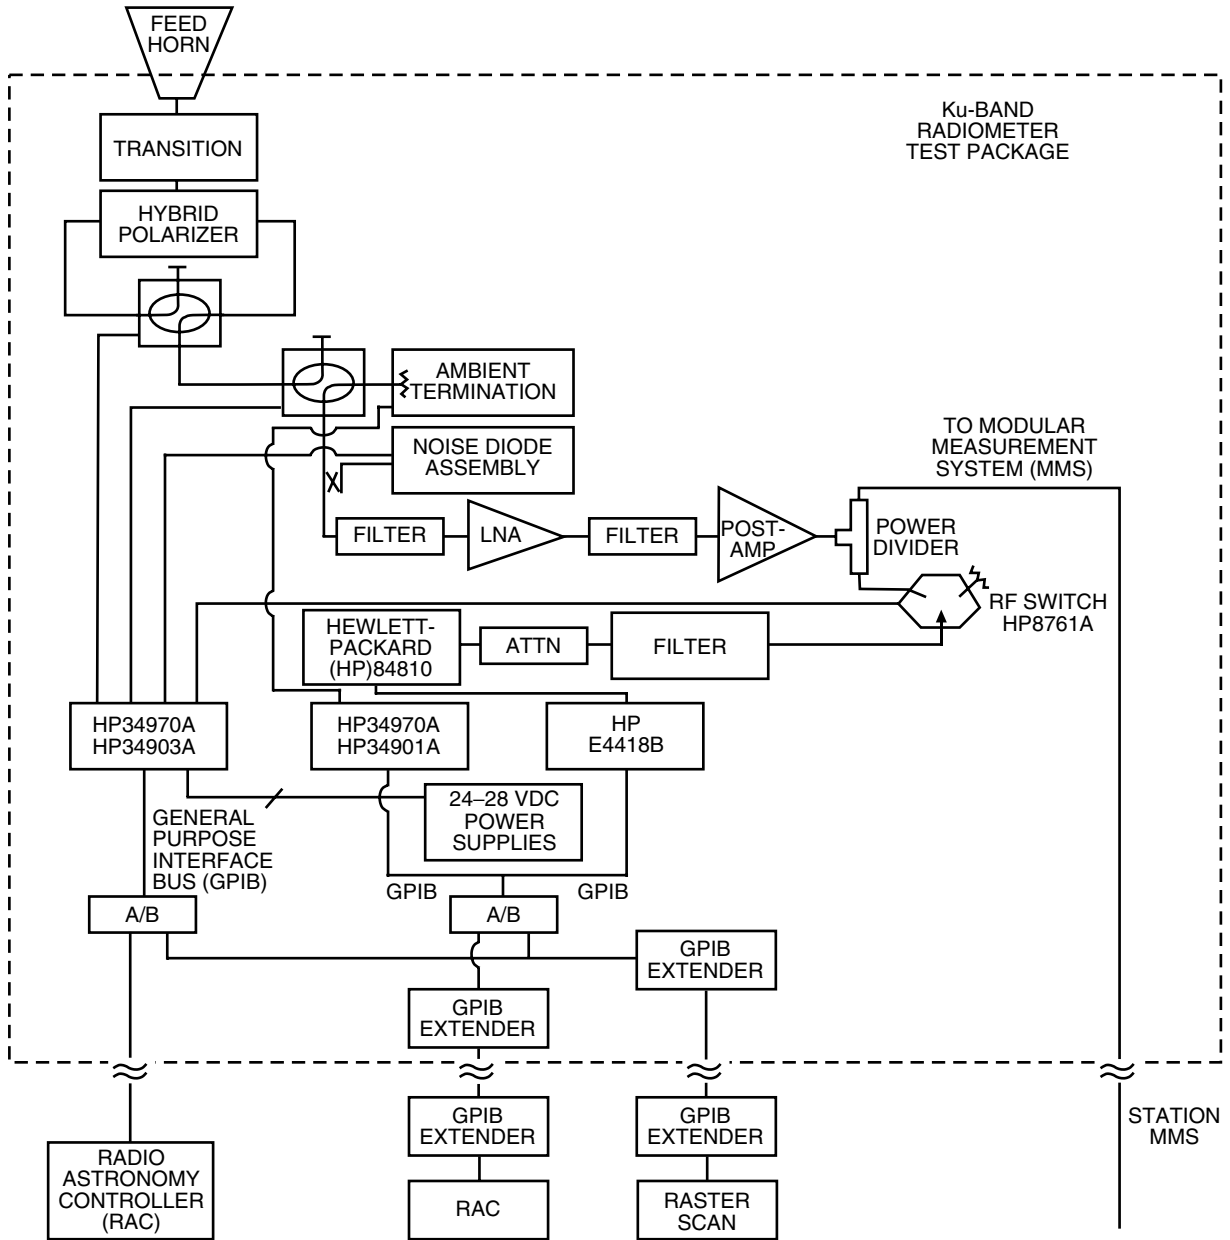 FEED
HORN
Ku-BAND
RADIOMETER
TEST PACKAGE
TRANSITION
HYBRID
POLARIZER
AMBIENT
TERMINATION
NOISE DIODE
ASSEMBLY
TO MODULAR
MEASUREMENT
SYSTEM (MMS)
FILTER
LNA
FILTER
POST-
AMP
POWER
DIVIDER
RF SWITCH
HP8761A
HEWLETT-
PACKARD
(HP)84810
ATTN
FILTER
HP34970A
HP34903A
HP34970A
HP34901A
HP
E4418B
24–28 VDC
POWER
SUPPLIES
GENERAL
PURPOSE
INTERFACE
BUS (GPIB)
GPIB
GPIB
A/B
A/B
GPIB
EXTENDER
GPIB
EXTENDER
GPIB
EXTENDER
GPIB
EXTENDER
STATION
MMS
RADIO
ASTRONOMY
CONTROLLER
(RAC)
RAC
RASTER
SCAN